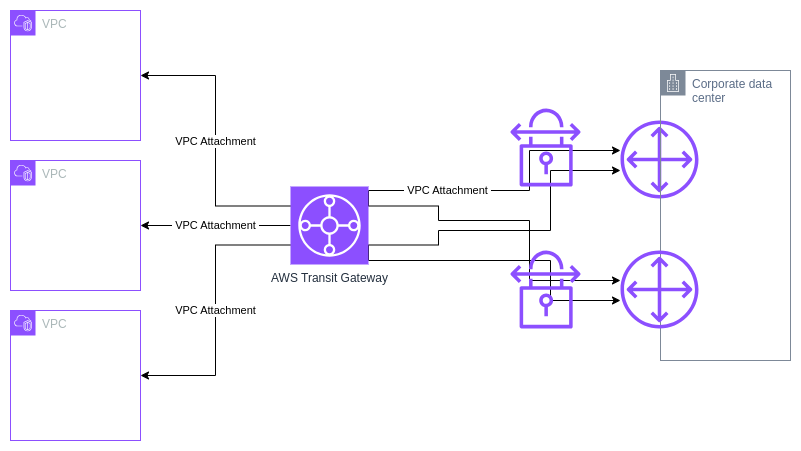 VPC
Corporate data
center
VPC Attachment
VPC
VPC Attachment
VPC Attachment
AWS Transit Gateway
VPC Attachment
VPC